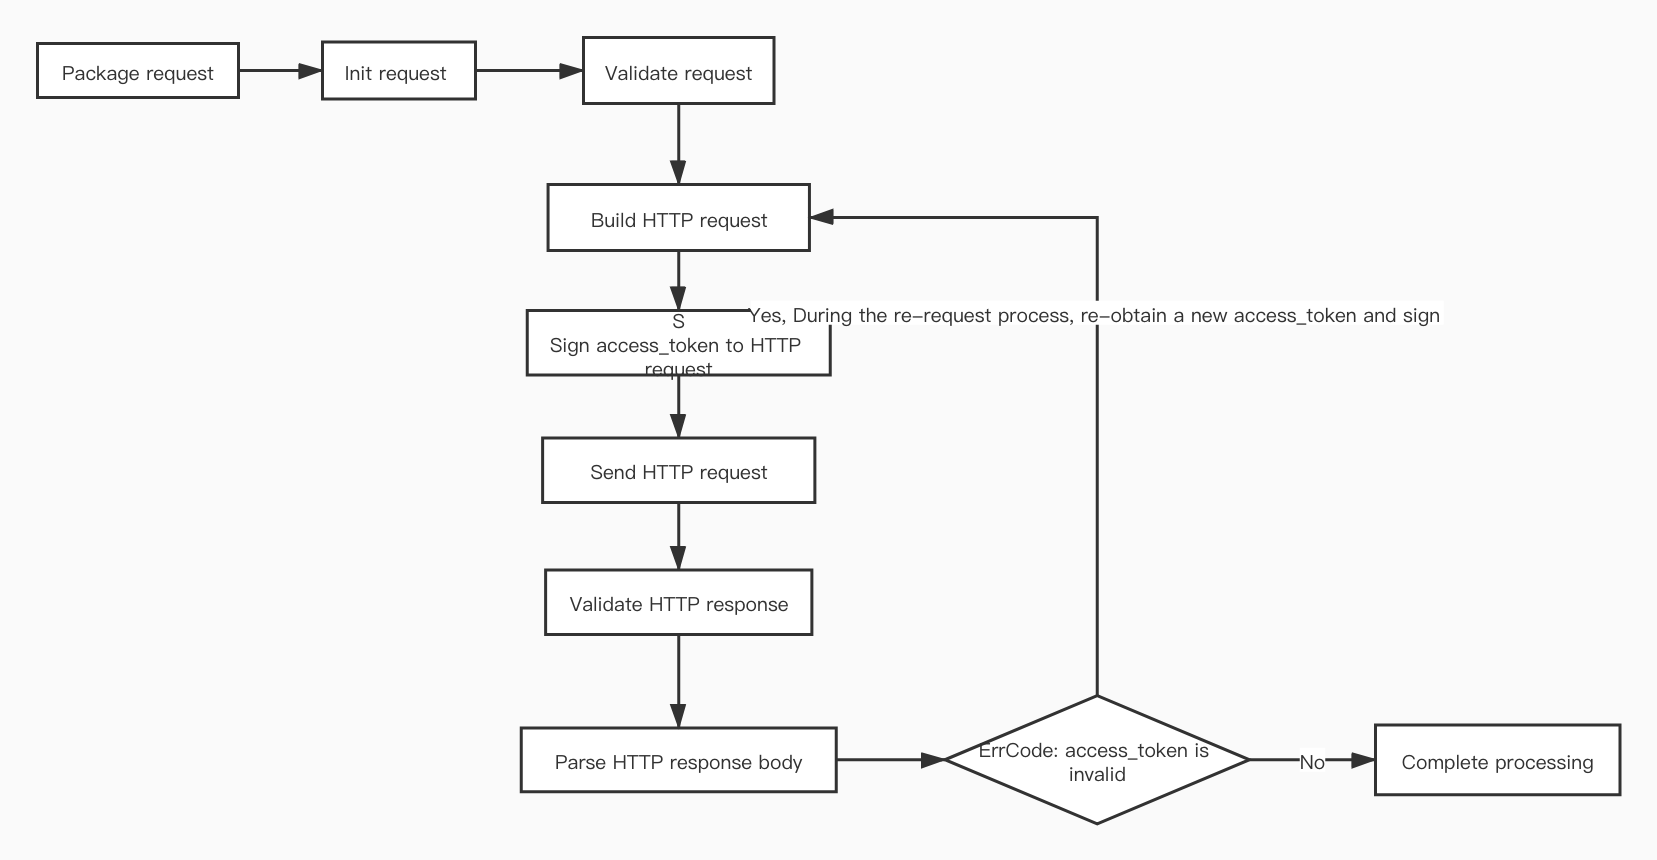 Package request
Init request
Validate request
Build HTTP request
Yes, During the re-request process, re-obtain a new access_token and sign
S
Sign access_token to HTTP
request
Send HTTP request
Validate HTTP response
Parse HTTP response body
ErrCode: access_token is
invalid
No
Complete processing